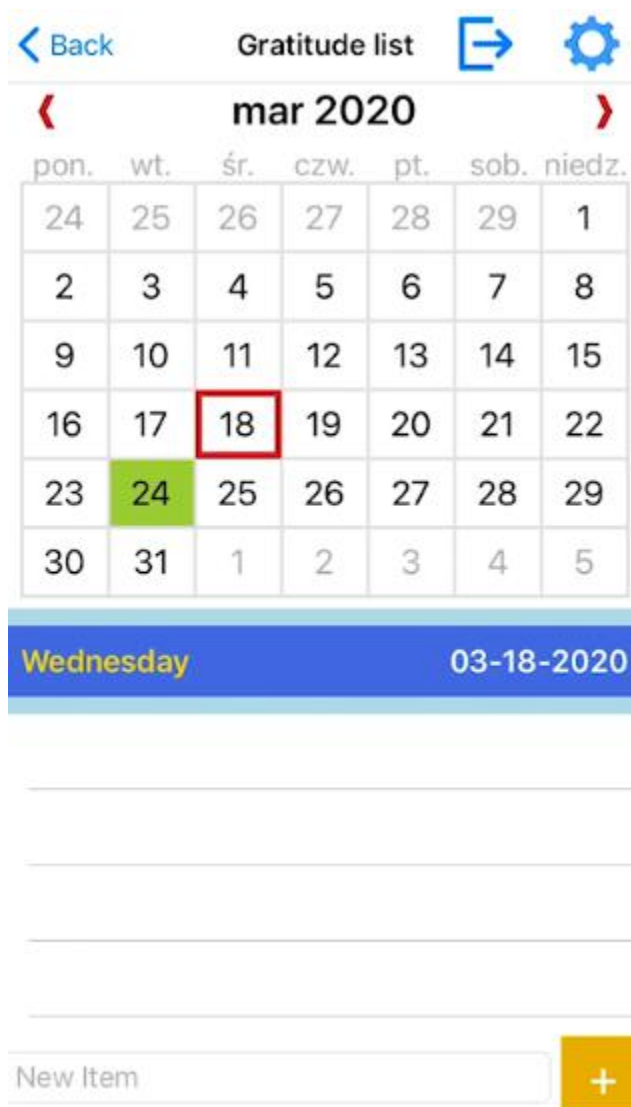 Back Gratitude list
mar 2020
pon. wt. śr. czw. pt. sob. niedz.
24 25 26 27 28 29 1
2 3 4 5 6 7 8
9 10 11 12 13 14 15
16 17 18 19 20 21 22
23 24 25 26 27 28 29
30 31 1 2 3 4 5
Wednesday 03-18-2020
New Item +